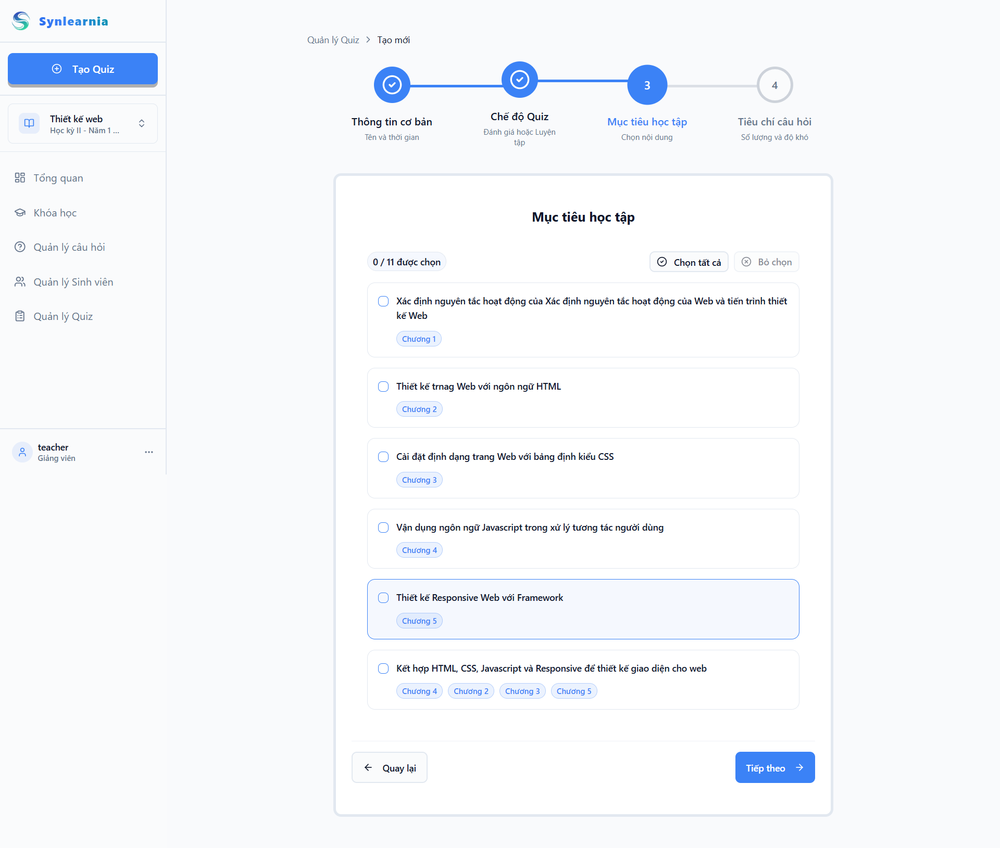 Synlearnia
Tạo Quiz
Thiết kế web
Học kỳ II - Năm 1 ...
Tổng quan
Khóa học
Quản lý câu hỏi
Quản lý Sinh viên
Quản lý Quiz
teacher
Giảng viên
Quản lý Quiz > Tạo mới
3
4
Thông tin cơ bản
Tên và thời gian
Chế độ Quiz
Đánh giá hoặc Luyện
tập
Mục tiêu học tập
Chọn nội dung
Tiêu chí câu hỏi
Số lượng và độ khó
Mục tiêu học tập
0 / 11 được chọn
Chọn tất cả
Bỏ chọn
Xác định nguyên tắc hoạt động của Xác định nguyên tắc hoạt động của Web và tiến trình thiết
kế Web
Chương 1
Thiết kế trnag Web với ngôn ngữ HTML
Chương 2
Cài đặt định dạng trang Web với bảng định kiểu CSS
Chương 3
Vận dụng ngôn ngữ Javascript trong xử lý tương tác người dùng
Chương 4
Thiết kế Responsive Web với Framework
Chương 5
Kết hợp HTML, CSS, Javascript và Responsive để thiết kế giao diện cho web
Chương 4 Chương 2 Chương 3 Chương 5
Quay lại
Tiếp theo